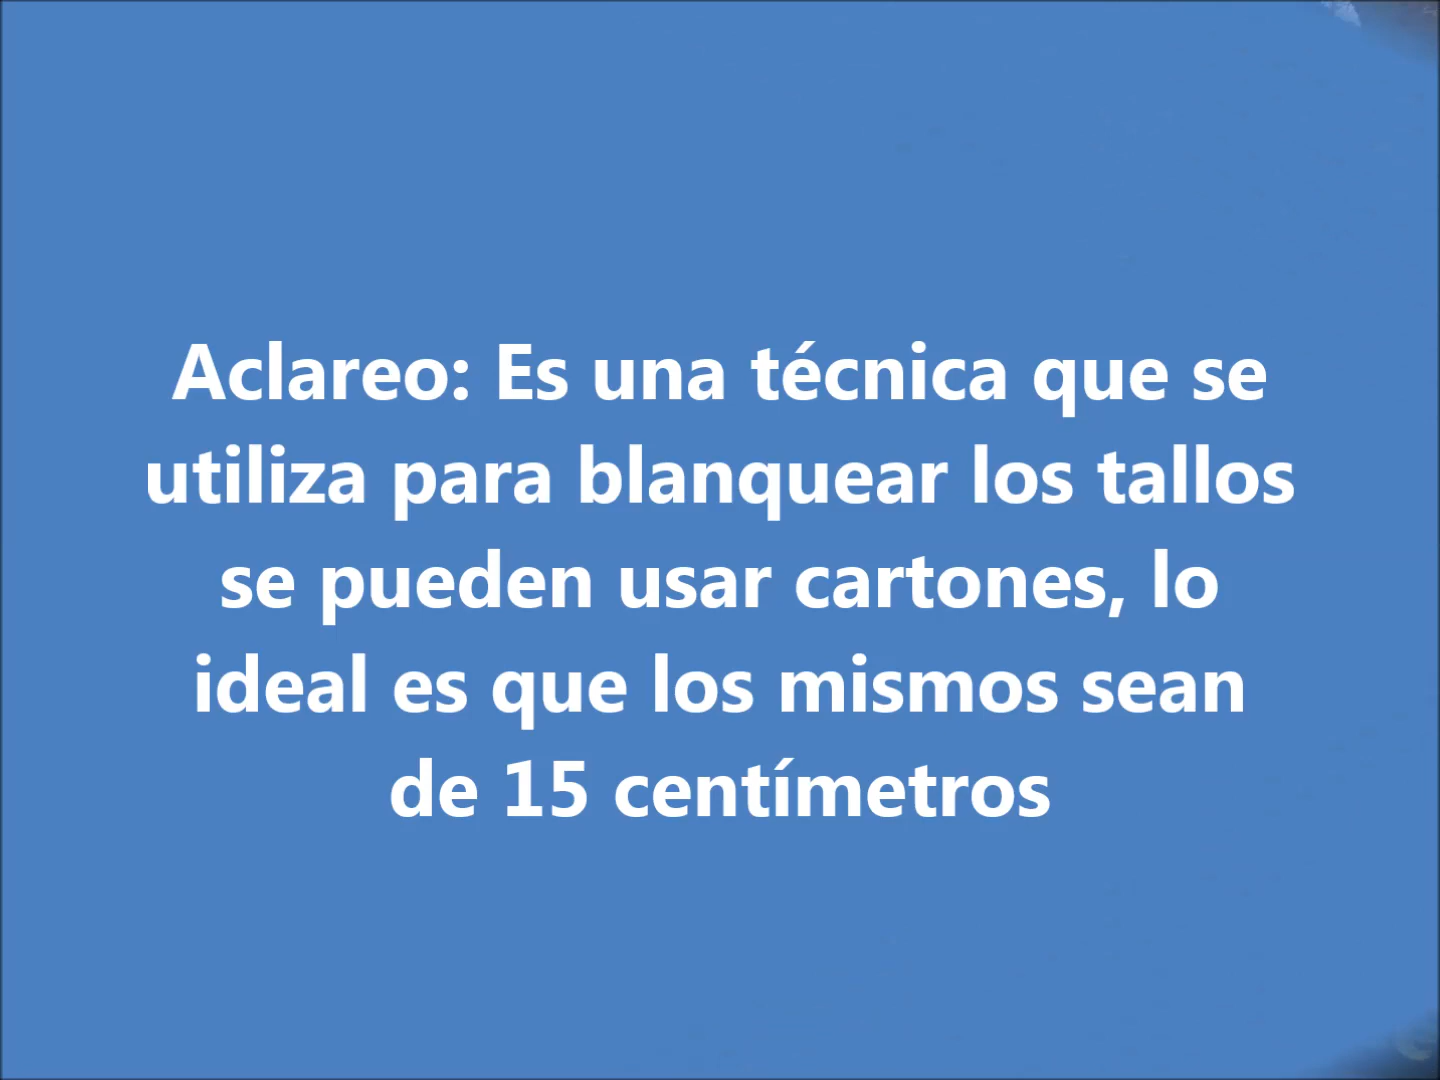 Aclareo: Es una técnica que se
utiliza para blanquear los tallos
se pueden usar cartones, lo
ideal es que los mismos sean
de 15 centímetros